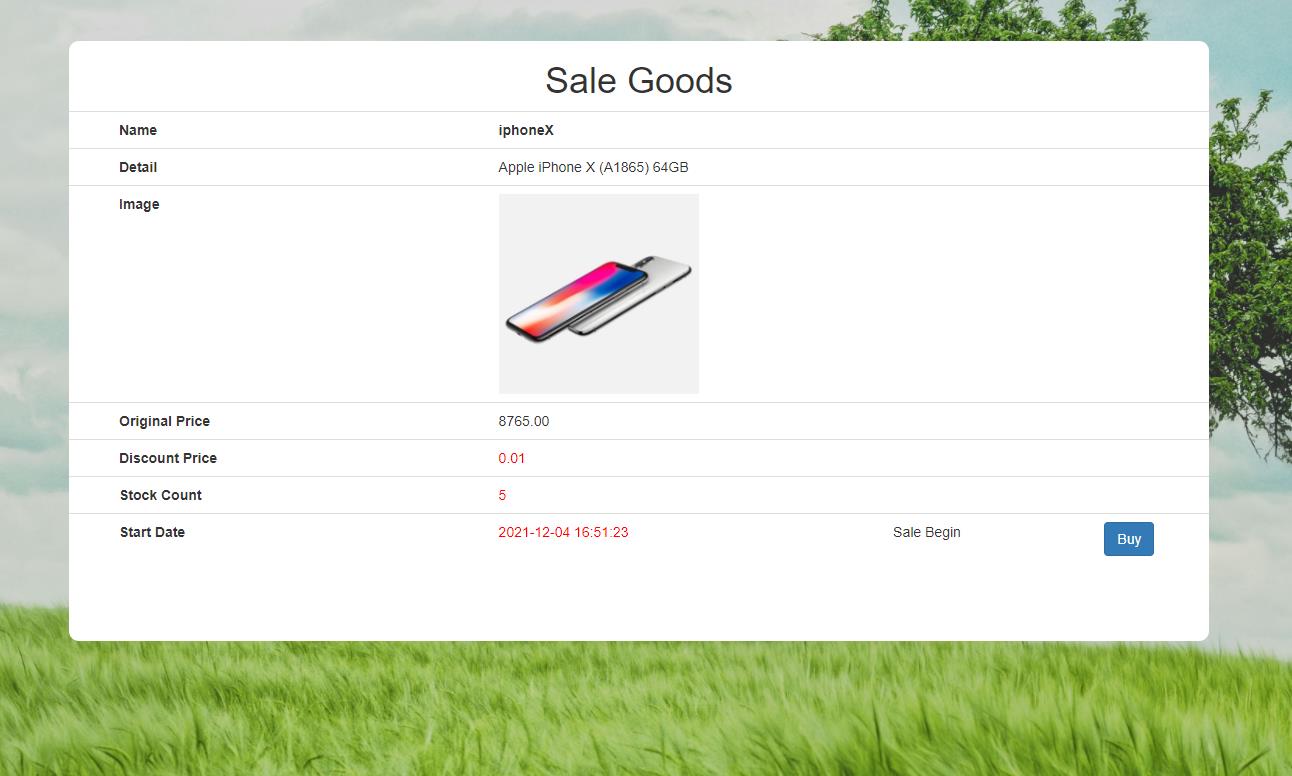 Sale Goods
Name iphoneX
Detail Apple iPhone X (A1865) 64GB
Image
Original Price 8765.00
Discount Price 0.01
Stock Count 5
Start Date 2021-12-04 16:51:23 Sale Begin Buy